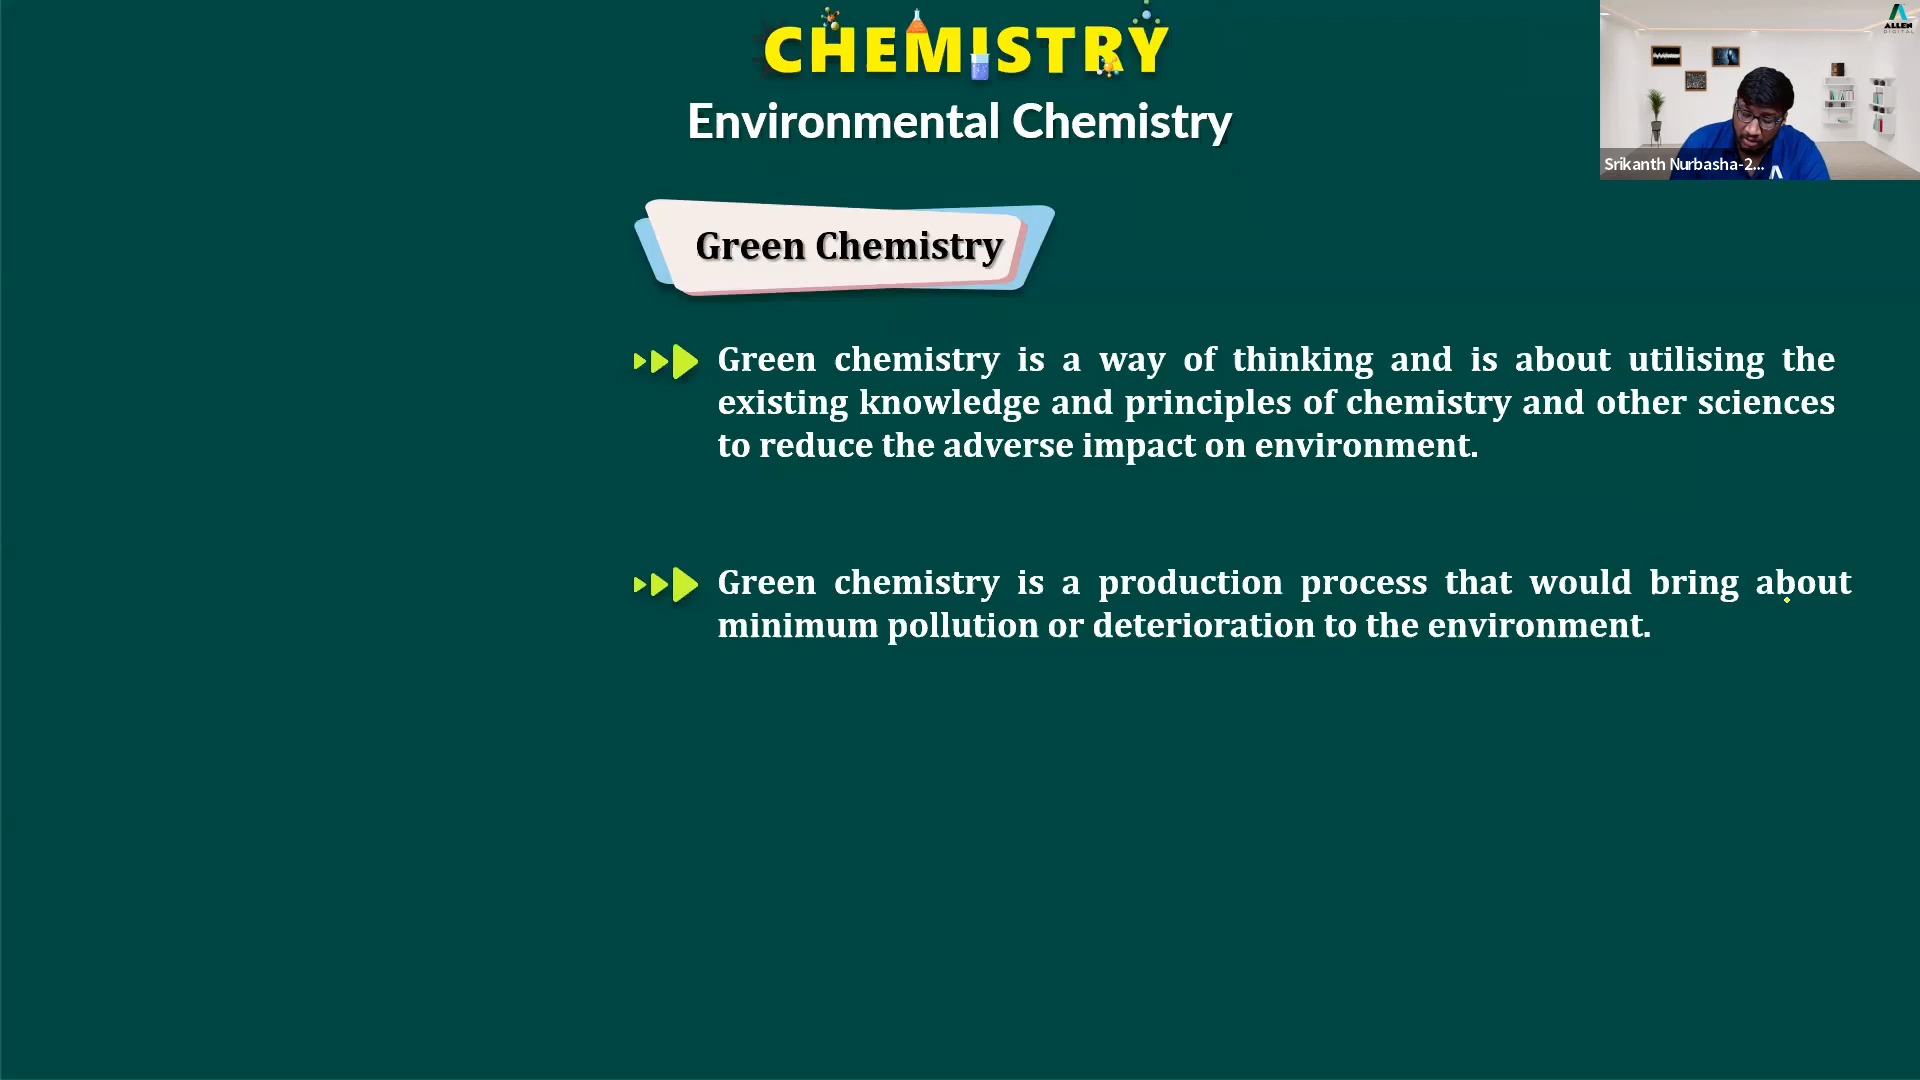 CHEMISTRY
Environmental Chemistry
ALLEN
DIGITAL
Srikanth Nurbasha-2...
Green Chemistry
Green chemistry is a way of thinking and is about utilising the
existing knowledge and principles of chemistry and other sciences
to reduce the adverse impact on environment.
Green chemistry is a production process that would bring about
minimum pollution or deterioration to the environment.